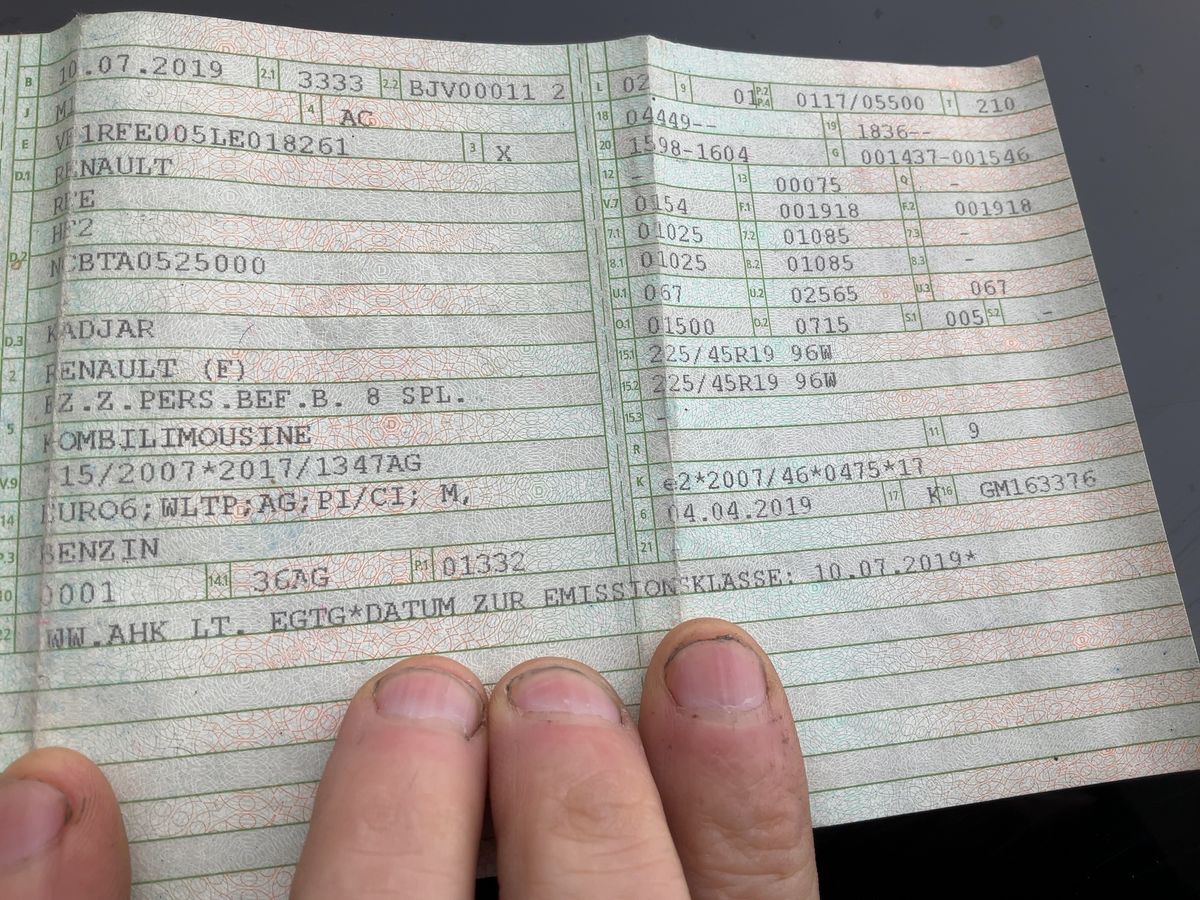 B 10.07.2019 2.1 3333 2.2 BJV00011 2
J M1 4 AG
E VF1RFE005LE018261 3 X
D.1 RENAULT
RFE
HF2
D.2 NCBTA0525000
D.3 KADJAR
2 RENAULT (F)
FZ.Z.PERS.BEF.B. 8 SPL.
5 KOMBILIMOUSINE
V.9 715/2007*2017/1347AG
14 EURO6;WLTP;AG;PI/CI; M,
P.3 BENZIN
10 0001 14.1 36AG P.1 01332
22 WW.AHK LT. EGTG*DATUM ZUR EMISSIONSKLASSE: 10.07.2019*
L 02 9 01 P.2 P.4 0117/05500 T 210
18 04449-- 19 1836--
20 1598-1604 G 001437-001546
12 - 13 00075 Q -
V.7 0154 F.1 001918 F.2 001918
7.1 01025 7.2 01085 7.3 -
8.1 01025 8.2 01085 8.3 -
U.1 067 U.2 02565 U.3 067
O.1 01500 O.2 0715 S.1 005 S.2 -
15.1 225/45R19 96W
15.2 225/45R19 96W
15.3 -
R 11 9
K e2*2007/46*0475*17
6 04.04.2019 17 K 16 GM163376
21